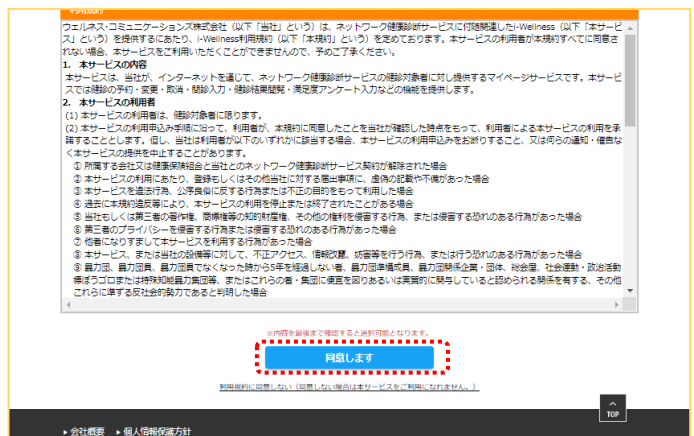 利用規約
ウェルネス・コミュニケーションズ株式会社（以下「当社」という）は、ネットワーク健康診断サービスに付随関連したi-Wellness（以下「本サービ
ス」という）を提供するにあたり、i-Wellness利用規約（以下「本規約」という）を定めております。本サービスの利用者が本規約すべてに同意さ
れない場合、本サービスをご利用いただくことができませんので、予めご了承ください。
1. 本サービスの内容
本サービスは、当社が、インターネットを通じて、ネットワーク健康診断サービスの健診対象者に対し提供するマイページサービスです。本サービ
スでは健診の予約・変更・取消・問診入力・健診結果閲覧・満足度アンケート入力などの機能を提供します。
2. 本サービスの利用者
(1) 本サービスの利用者は、健診対象者に限ります。
(2) 本サービスの利用申込み手順に沿って、利用者が、本規約に同意したことを当社が確認した時点をもって、利用者による本サービスの利用を承
諾することとします。但し、当社は利用者が以下のいずれかに該当する場合、本サービスの利用申込みをお断りすること、又は何らの通知・催告な
く本サービスの提供を中止することがあります。
① 所属する会社又は健康保険組合と当社とのネットワーク健康診断サービス契約が解除された場合
② 本サービスの利用にあたり、登録もしくはその他当社に対する届出事項に、虚偽の記載や不備があった場合
③ 本サービスを違法行為、公序良俗に反する行為または不正の目的をもって利用した場合
④ 過去に本規約違反等により、本サービスの利用を停止または終了されたことがある場合
⑤ 当社もしくは第三者の著作権、商標権等の知的財産権、その他の権利を侵害する行為、または侵害する恐れのある行為があった場合
⑥ 第三者のプライバシーを侵害する行為または侵害する恐れのある行為があった場合
⑦ 他者になりすまして本サービスを利用する行為があった場合
⑧ 本サービス、または当社の設備等に対して、不正アクセス、情報改竄、妨害等を行う行為、または行う恐れのある行為があった場合
⑨ 暴力団、暴力団員、暴力団員でなくなった時から5年を経過しない者、暴力団準構成員、暴力団関係企業・団体、総会屋、社会運動・政治活動
標ぼうゴロまたは特殊知能暴力集団等、またはこれらの者・集団に便宜を図りあるいは実質的に関与していると認められる関係を有する、その他
これらに準ずる反社会的勢力であると判明した場合
※内容を最後まで確認すると選択可能となります。
同意します
利用規約に同意しない（同意しない場合は本サービスをご利用になれません。）
TOP
会社概要 個人情報保護方針